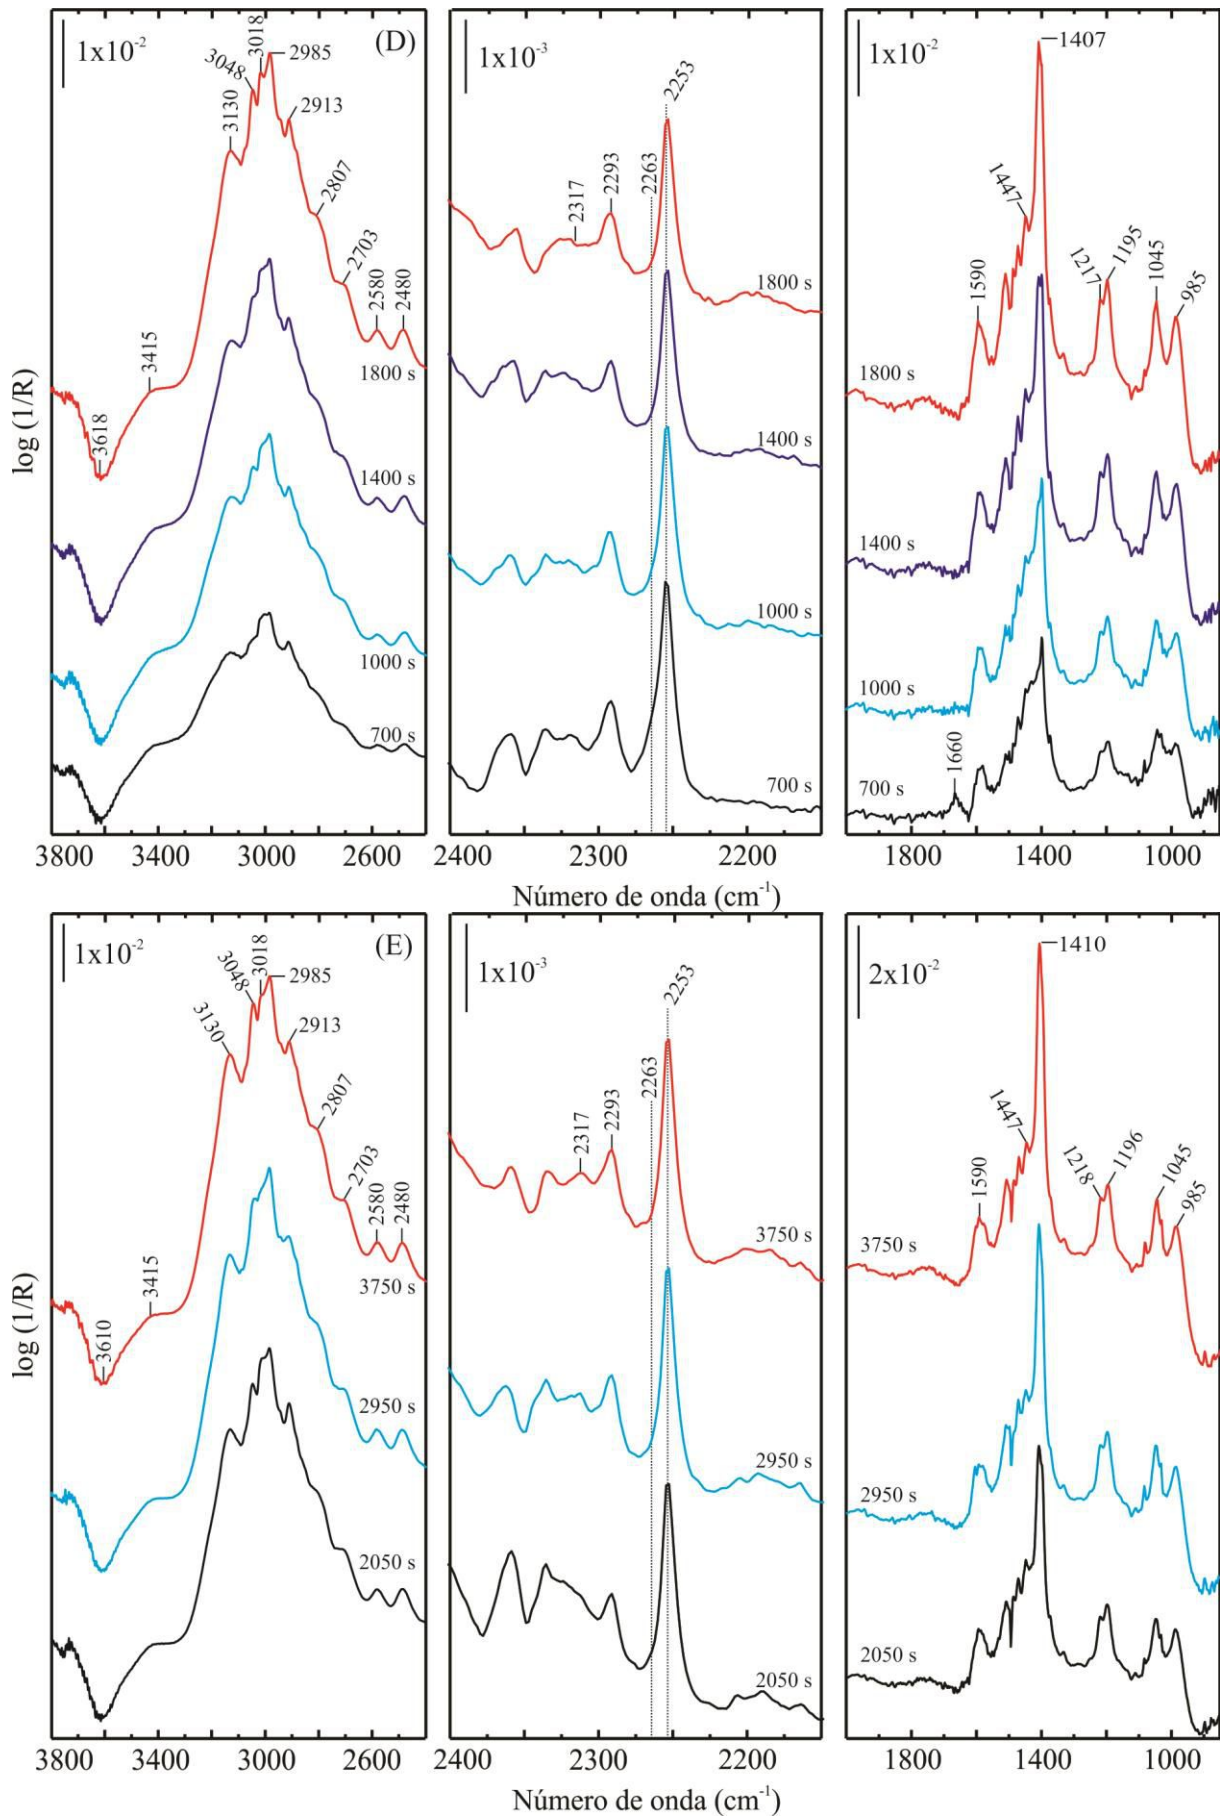 1x10-2
(D)
3130
3048
3018
2985
2913
2807
2703
2580
2480
3415
3618
1800 s
1400 s
1000 s
700 s
log (1/R)
3800 3400 3000 2600
1x10-3
2317
2293
2263
2253
1800 s
1400 s
1000 s
700 s
2400 2300 2200
1x10-2
1407
1447
1590
1217
1195
1045
985
1660
1800 s
1400 s
1000 s
700 s
1800 1400 1000
Número de onda (cm-1)
1x10-2
(E)
3130
3048
3018
2985
2913
2807
2703
2580
2480
3415
3610
3750 s
2950 s
2050 s
log (1/R)
3800 3400 3000 2600
1x10-3
2317
2293
2263
2253
3750 s
2950 s
2050 s
2400 2300 2200
2x10-2
1410
1447
1590
1218
1196
1045
985
3750 s
2950 s
2050 s
1800 1400 1000
Número de onda (cm-1)